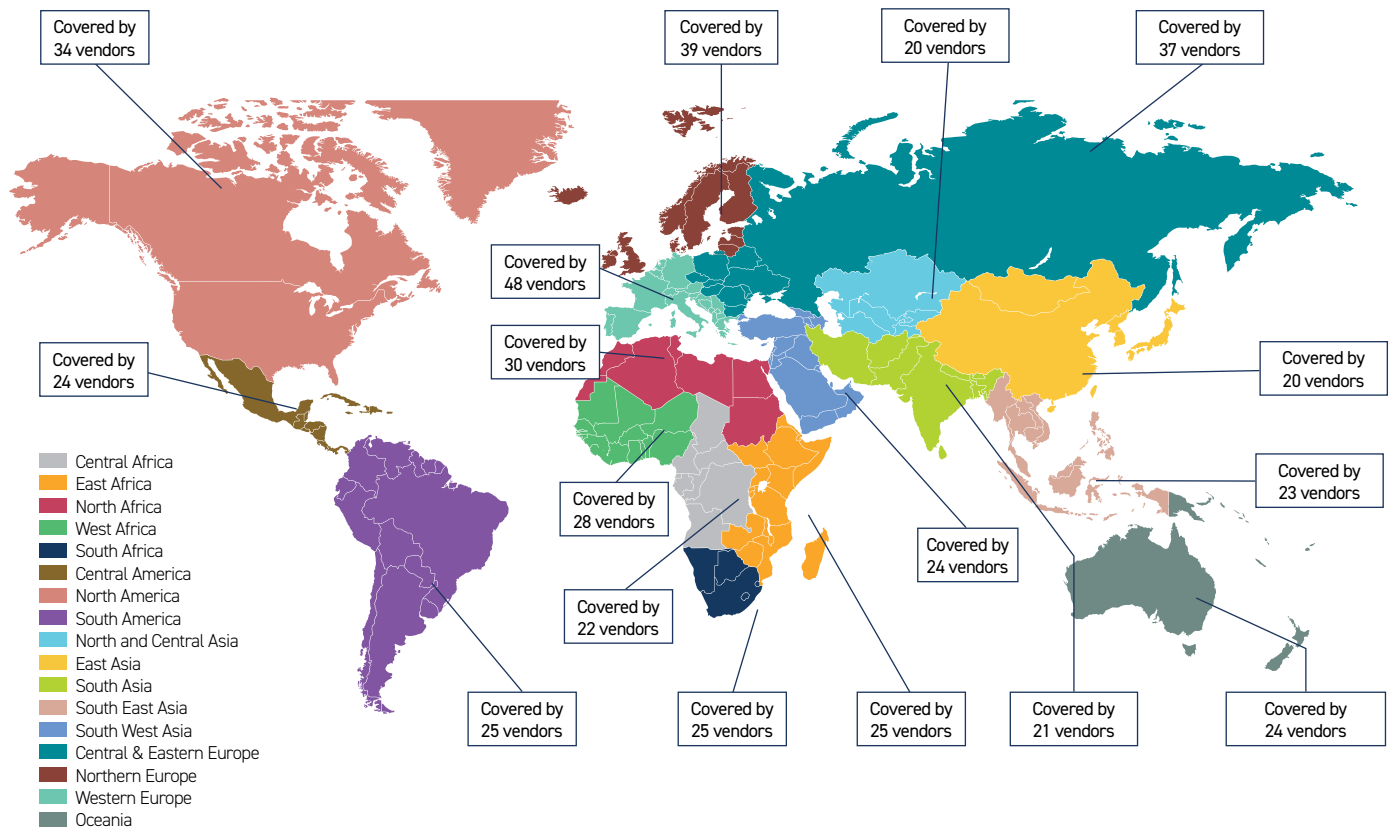 Covered by
34 vendors
Covered by
39 vendors
Covered by
20 vendors
Covered by
37 vendors
Covered by
48 vendors
Covered by
30 vendors
Covered by
24 vendors
Covered by
20 vendors
Covered by
23 vendors
Covered by
28 vendors
Covered by
24 vendors
Covered by
22 vendors
Covered by
25 vendors
Covered by
25 vendors
Covered by
25 vendors
Covered by
21 vendors
Covered by
24 vendors
Central Africa
East Africa
North Africa
West Africa
South Africa
Central America
North America
South America
North and Central Asia
East Asia
South Asia
South East Asia
South West Asia
Central & Eastern Europe
Northern Europe
Western Europe
Oceania